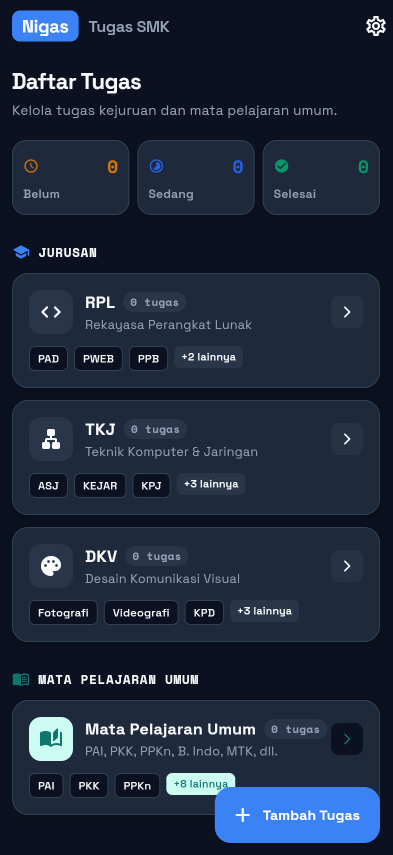 Nigas Tugas SMK
Daftar Tugas
Kelola tugas kejuruan dan mata pelajaran umum.
0 0 0
Belum Sedang Selesai
JURUSAN
RPL 0 tugas
Rekayasa Perangkat Lunak
PAD PWEB PPB +2 lainnya
TKJ 0 tugas
Teknik Komputer & Jaringan
ASJ KEJAR KPJ +3 lainnya
DKV 0 tugas
Desain Komunikasi Visual
Fotografi Videografi KPD +3 lainnya
MATA PELAJARAN UMUM
Mata Pelajaran Umum 0 tugas
PAI, PKK, PPKn, B. Indo, MTK, dll.
PAI PKK PPKn +8 lainnya
Tambah Tugas